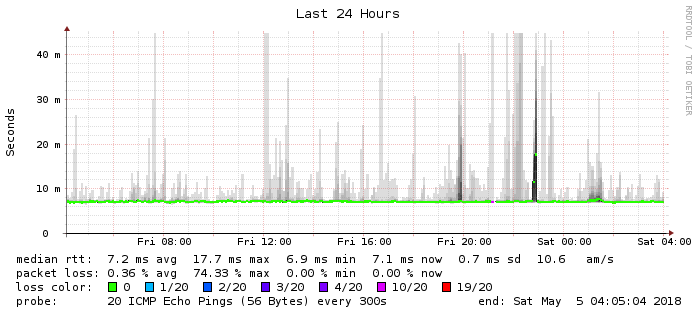 Last 24 Hours
RRDTOOL / TOBI OETIKER
Seconds
40 m
30 m
20 m
10 m
0
Fri 08:00 Fri 12:00 Fri 16:00 Fri 20:00 Sat 00:00 Sat 04:00
median rtt: 7.2 ms avg 17.7 ms max 6.9 ms min 7.1 ms now 0.7 ms sd 10.6 am/s
packet loss: 0.36 % avg 74.33 % max 0.00 % min 0.00 % now
loss color: 0 1/20 2/20 3/20 4/20 10/20 19/20
probe: 20 ICMP Echo Pings (56 Bytes) every 300s end: Sat May 5 04:05:04 2018